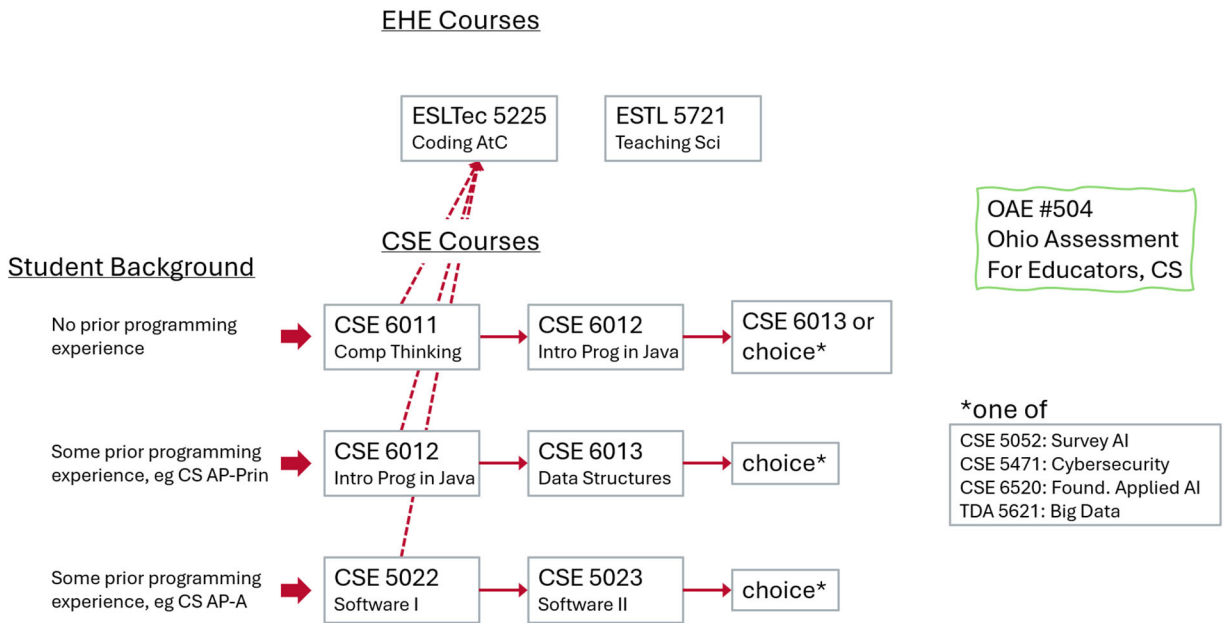 EHE Courses
ESLTec 5225
Coding AtC
ESTL 5721
Teaching Sci
OAE #504
Ohio Assessment
For Educators, CS
CSE Courses
Student Background
No prior programming
experience
CSE 6011
Comp Thinking
CSE 6012
Intro Prog in Java
CSE 6013 or
choice*
Some prior programming
experience, eg CS AP-Prin
CSE 6012
Intro Prog in Java
CSE 6013
Data Structures
choice*
*one of
CSE 5052: Survey AI
CSE 5471: Cybersecurity
CSE 6520: Found. Applied AI
TDA 5621: Big Data
Some prior programming
experience, eg CS AP-A
CSE 5022
Software I
CSE 5023
Software II
choice*